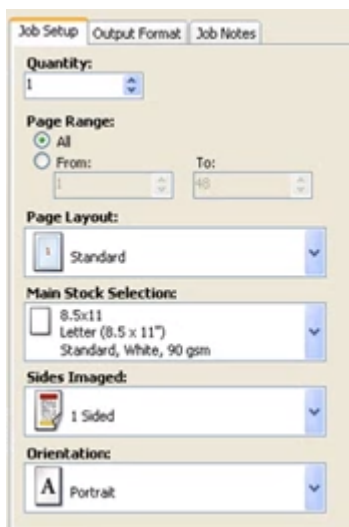 Job Setup Output Format Job Notes
Quantity:
1
Page Range:
All
From: To:
1 48
Page Layout:
1
Standard
Main Stock Selection:
8.5x11
Letter (8.5 x 11")
Standard, White, 90 gsm
Sides Imaged:
1 Sided
Orientation:
A
Portrait